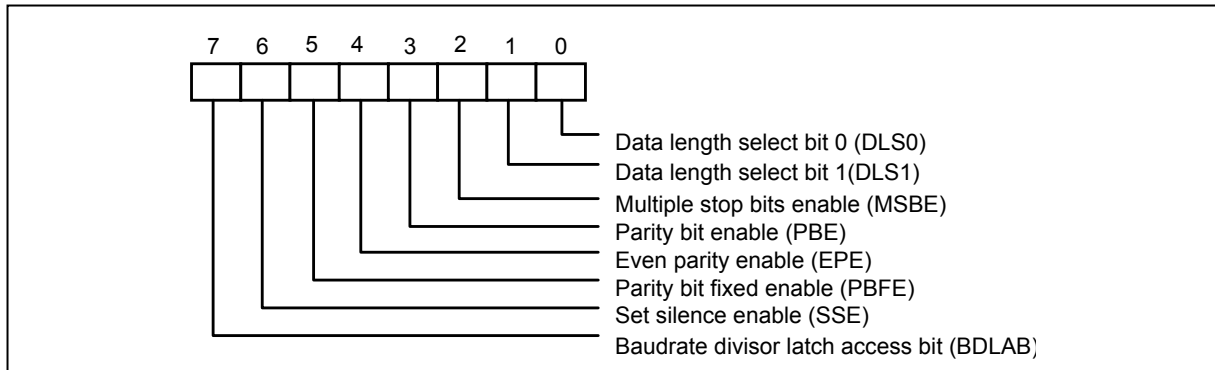 7 6 5 4 3 2 1 0
Data length select bit 0 (DLS0)
Data length select bit 1(DLS1)
Multiple stop bits enable (MSBE)
Parity bit enable (PBE)
Even parity enable (EPE)
Parity bit fixed enable (PBFE)
Set silence enable (SSE)
Baudrate divisor latch access bit (BDLAB)